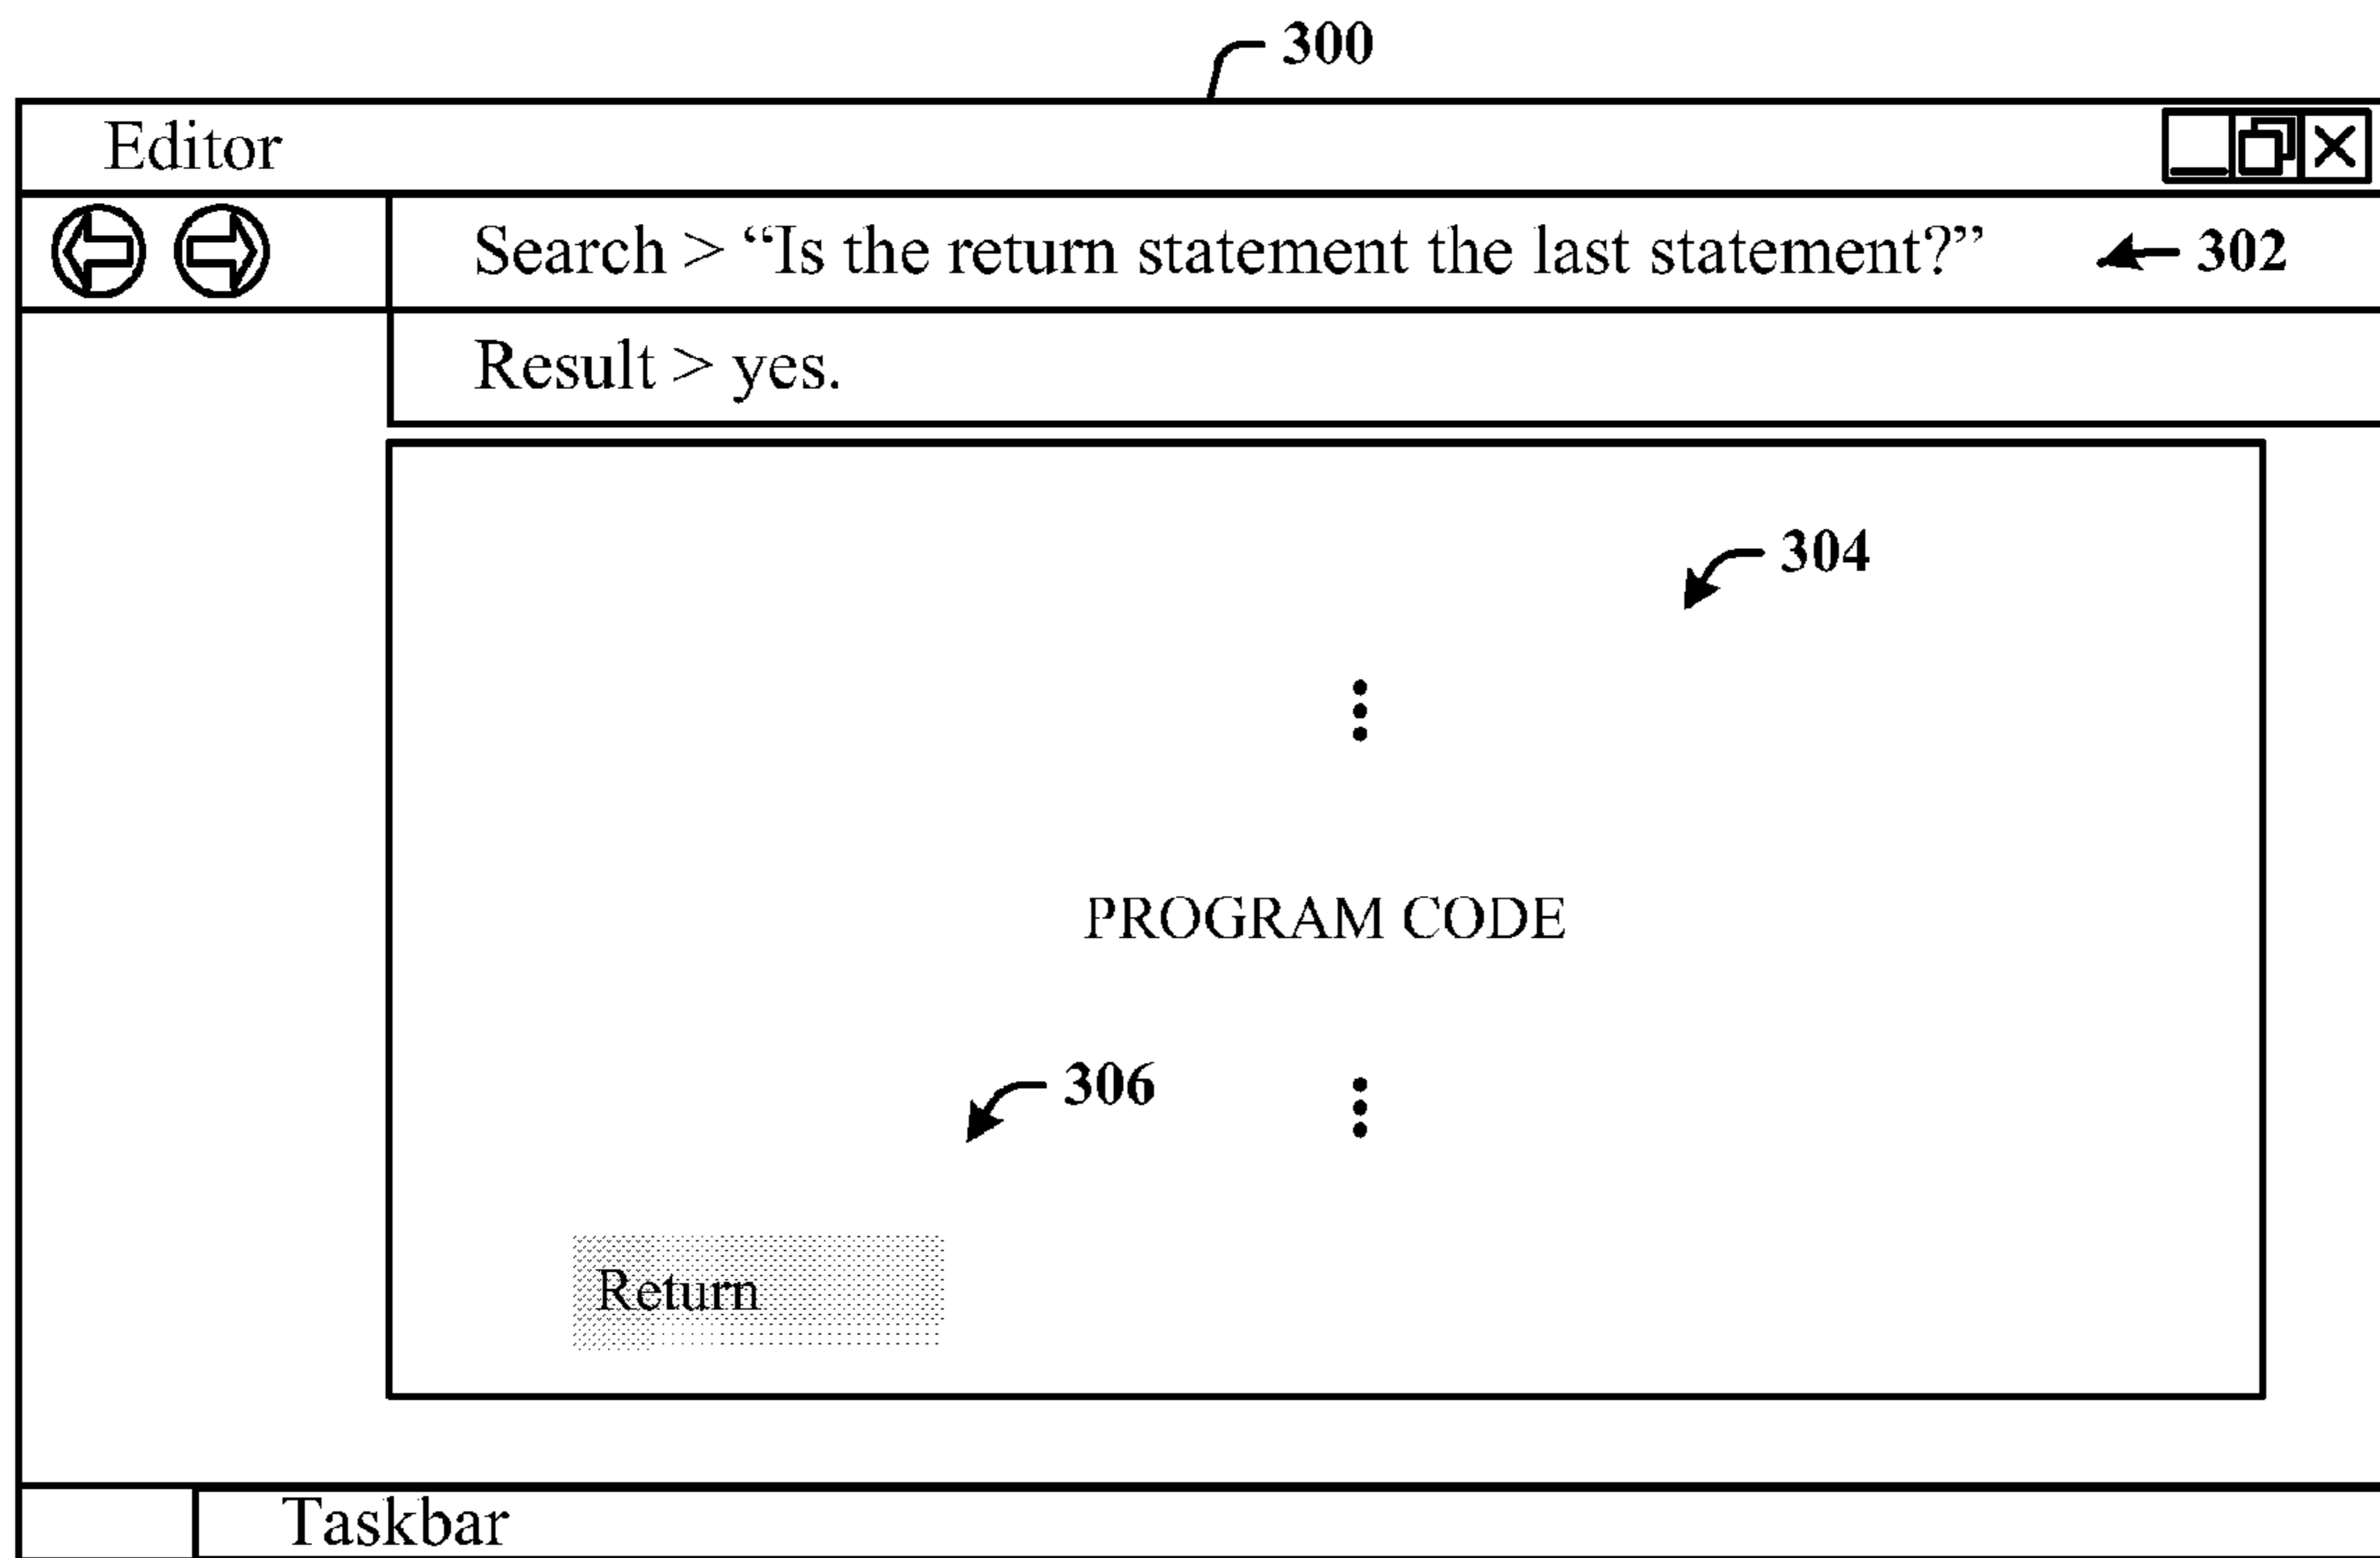 300
Editor
Search > “Is the return statement the last statement?” 302
Result > yes.
304
PROGRAM CODE
306
Return
Taskbar